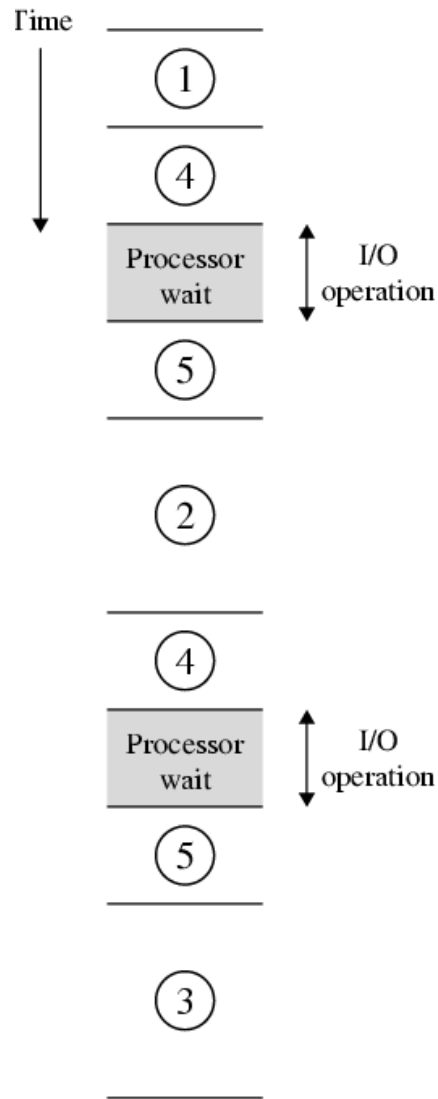 Time
1
4
Processor
wait
I/O
operation
5
2
4
Processor
wait
I/O
operation
5
3